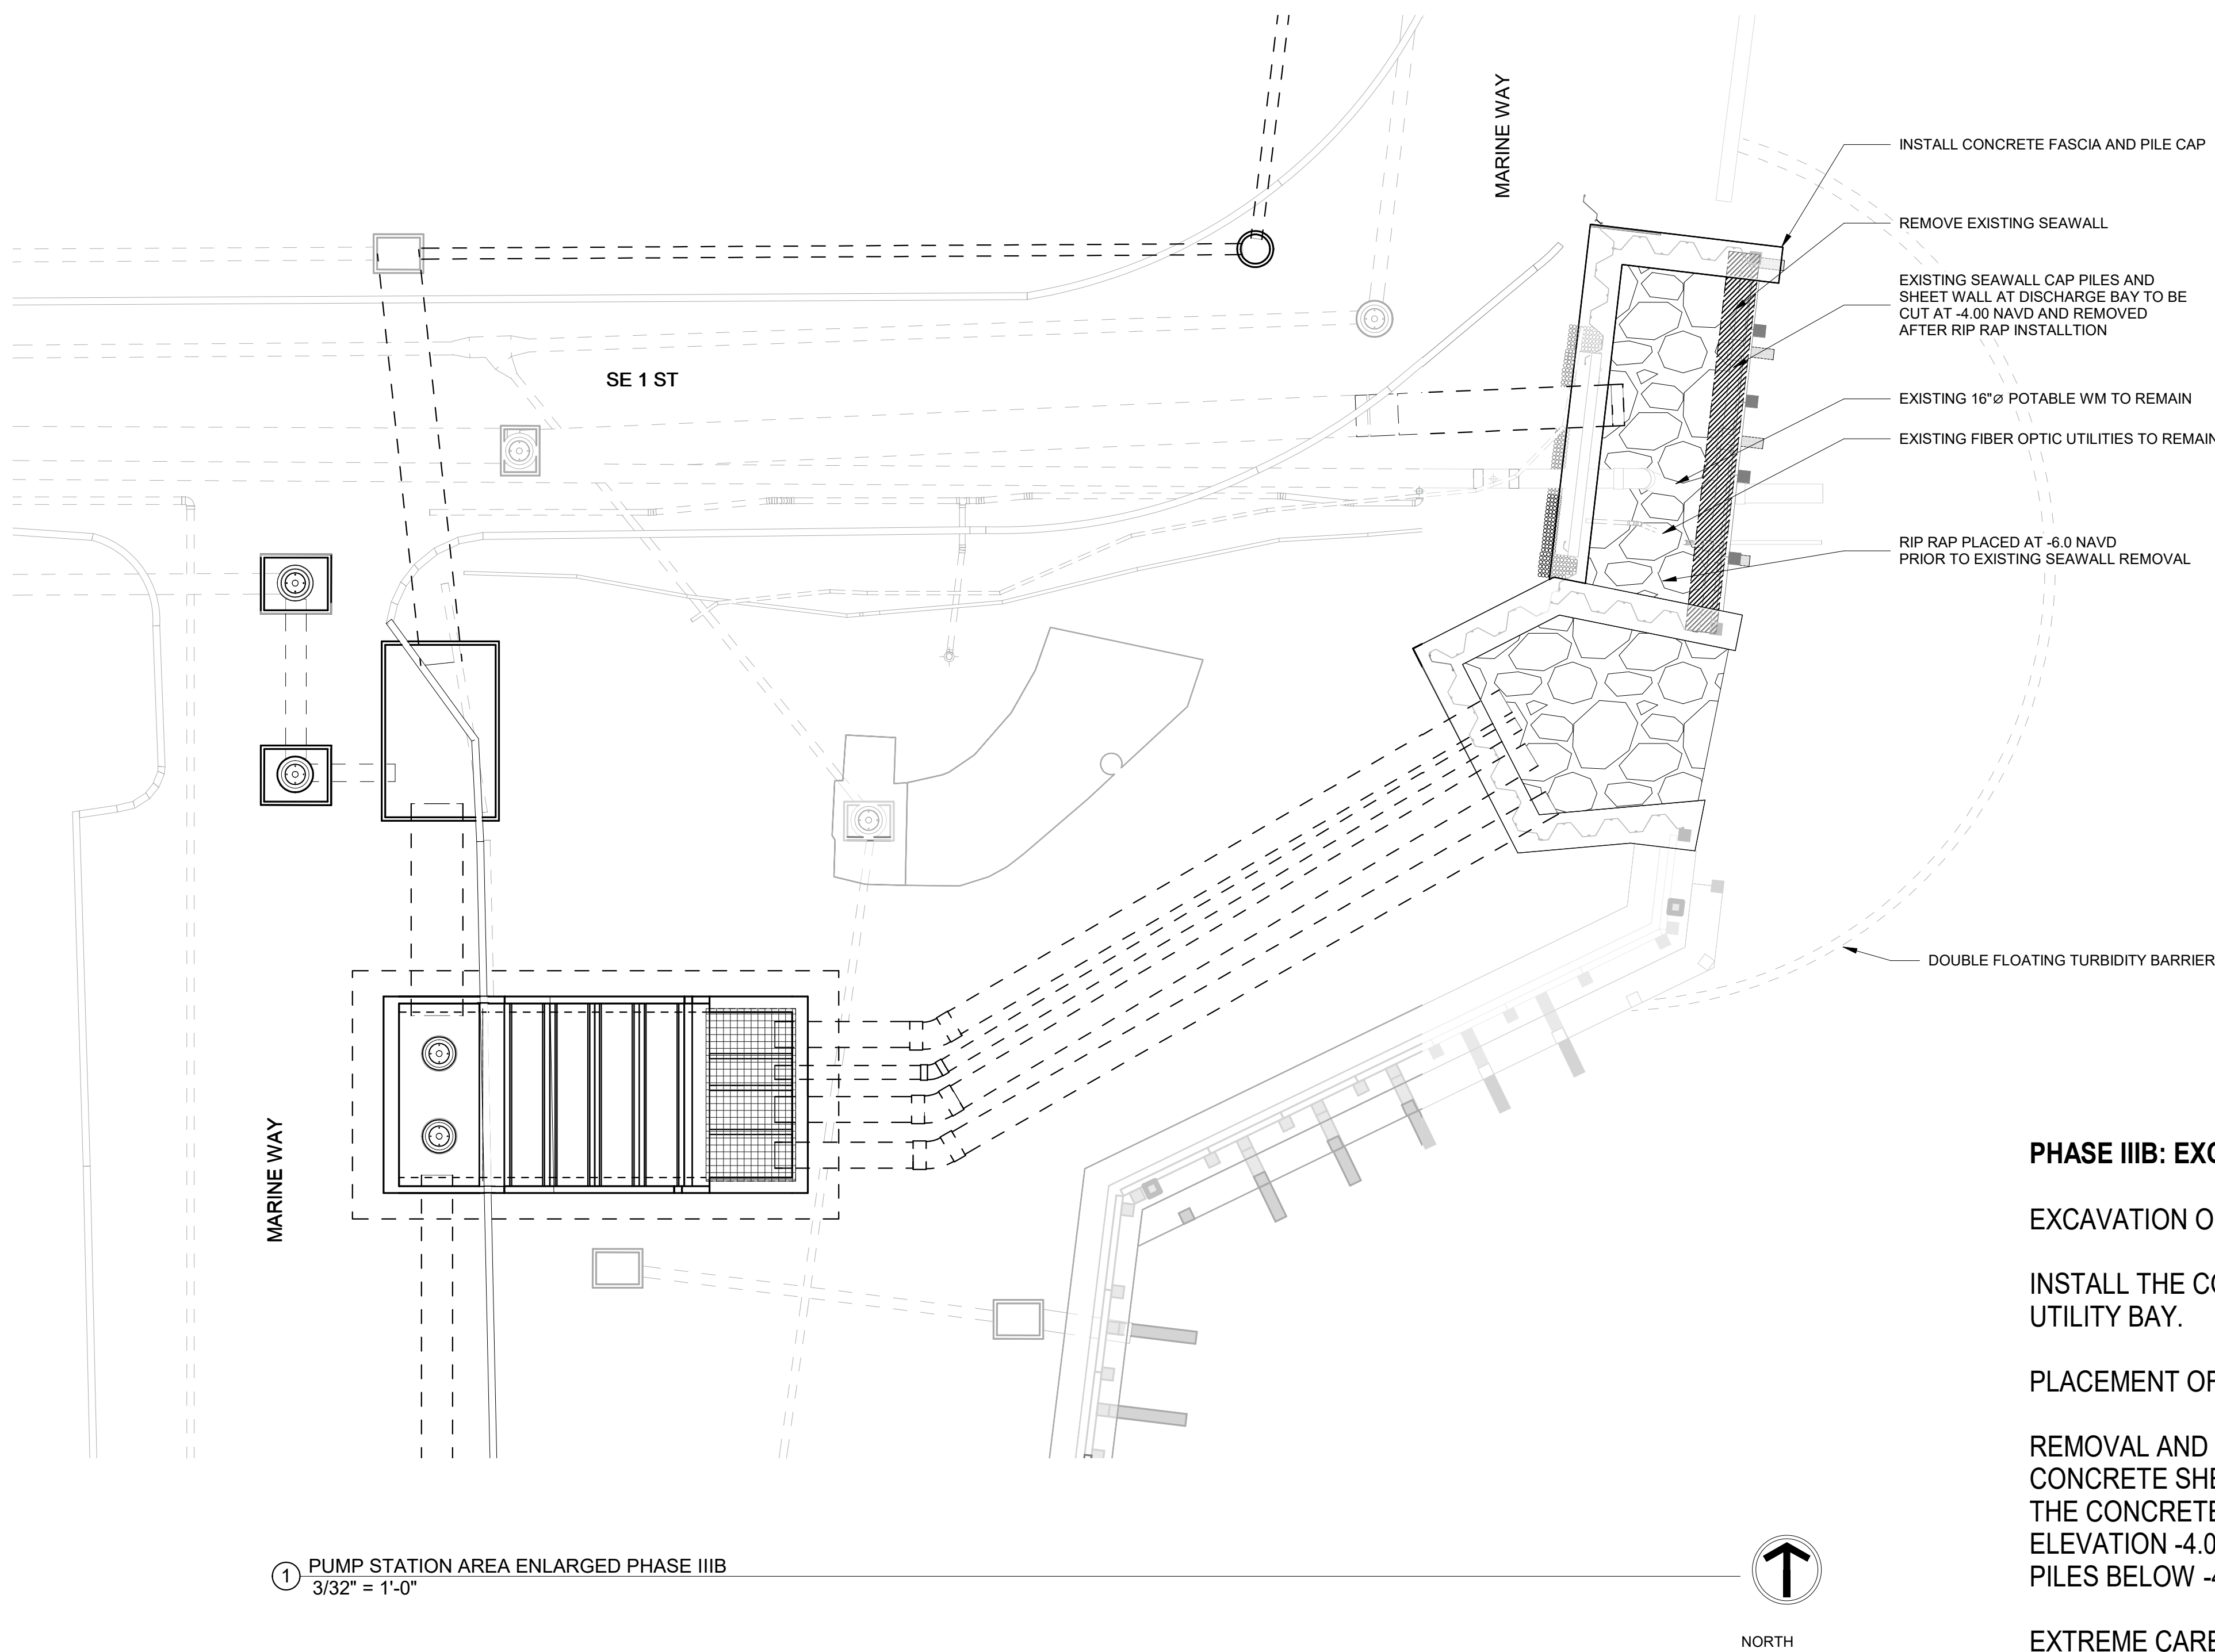 MARINE WAY
INSTALL CONCRETE FASCIA AND PILE CAP
REMOVE EXISTING SEAWALL
EXISTING SEAWALL CAP PILES AND
SHEET WALL AT DISCHARGE BAY TO BE
CUT AT -4.00 NAVD AND REMOVED
AFTER RIP RAP INSTALLTION
SE 1 ST
EXISTING 16"⌀ POTABLE WM TO REMAIN
EXISTING FIBER OPTIC UTILITIES TO REMAIN
RIP RAP PLACED AT -6.0 NAVD
PRIOR TO EXISTING SEAWALL REMOVAL
DOUBLE FLOATING TURBIDITY BARRIER
MARINE WAY
PHASE IIIB: EXC
EXCAVATION O
INSTALL THE CO
UTILITY BAY.
PLACEMENT OF
REMOVAL AND
CONCRETE SHE
THE CONCRETE
ELEVATION -4.0
PILES BELOW -4
EXTREME CARE
1 PUMP STATION AREA ENLARGED PHASE IIIB
3/32" = 1'-0"
NORTH